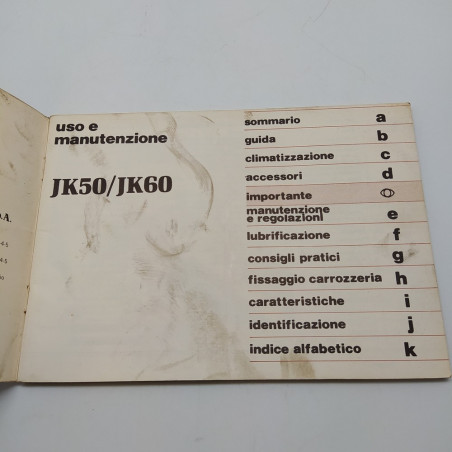 uso e
manutenzione
JK50/JK60
sommario a
guida b
climatizzazione c
accessori d
importante
manutenzione
e regolazioni e
lubrificazione f
consigli pratici g
fissaggio carrozzeria h
caratteristiche i
identificazione j
indice alfabetico k
.A.